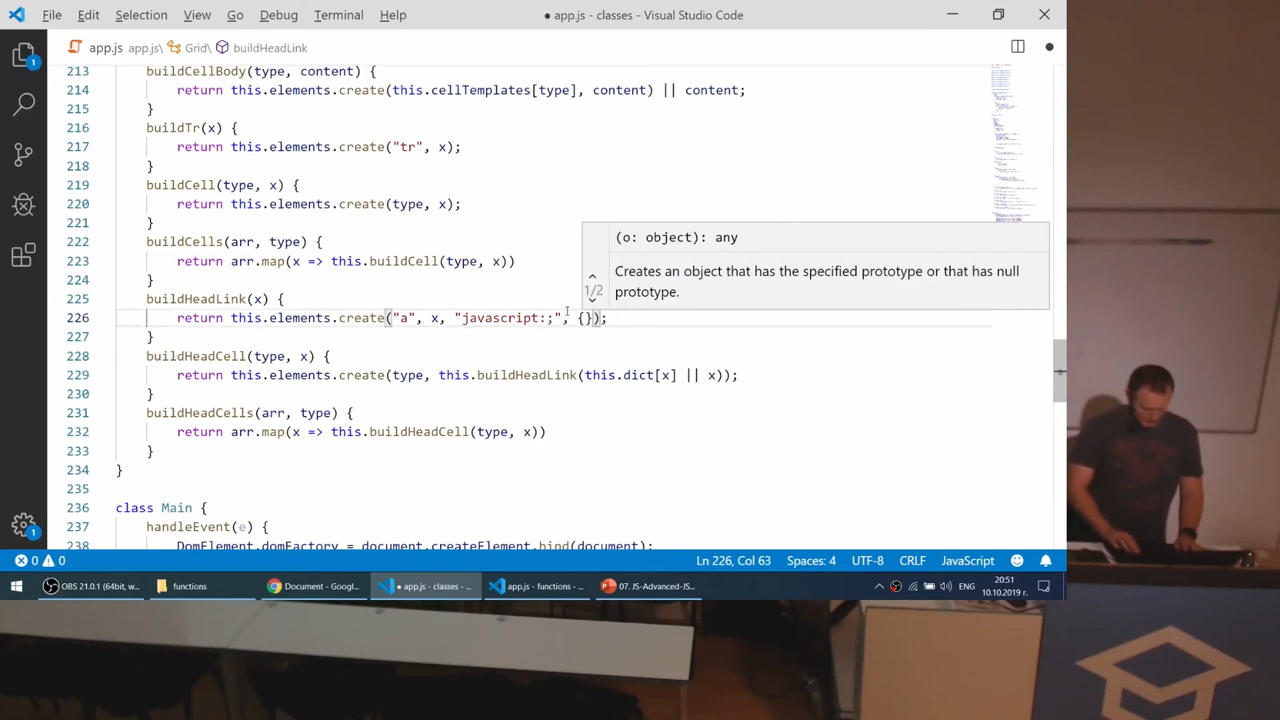 File Edit Selection View Go Debug Terminal Help
● app.js - classes - Visual Studio Code
app.js app.js\ Grid\ buildHeadLink
213 buildCellBody(type, content) {
214 return this.elements.create(this.cellTemplates[type], content) || content;
215 }
216 buildTr(x) {
217 return this.elements.create("tr", x);
218 }
219 buildCell(type, x) {
220 return this.elements.create(type, x);
221 }
222 buildCells(arr, type) {
223 return arr.map(x => this.buildCell(type, x))
224 }
225 buildHeadLink(x) {
226 return this.elements.create("a", x, "javascript:;", {});
227 }
228 buildHeadCell(type, x) {
229 return this.elements.create(type, this.buildHeadLink(this.dict[x] || x));
230 }
231 buildHeadCells(arr, type) {
232 return arr.map(x => this.buildHeadCell(type, x))
233 }
234 }
235
236 class Main {
237 handleEvent(e) {
238 DomElement.domFactory = document.createElement.bind(document);
(o: object): any
1/2
Creates an object that has the specified prototype or that has null
prototype.
1
1
0 0
Ln 226, Col 63 Spaces: 4 UTF-8 CRLF JavaScript
OBS 21.0.1 (64bit, w... functions Document - Googl... ● app.js - classes - ... app.js - functions - ... 07. JS-Advanced-JS... ENG
20:51
10.10.2019 г.